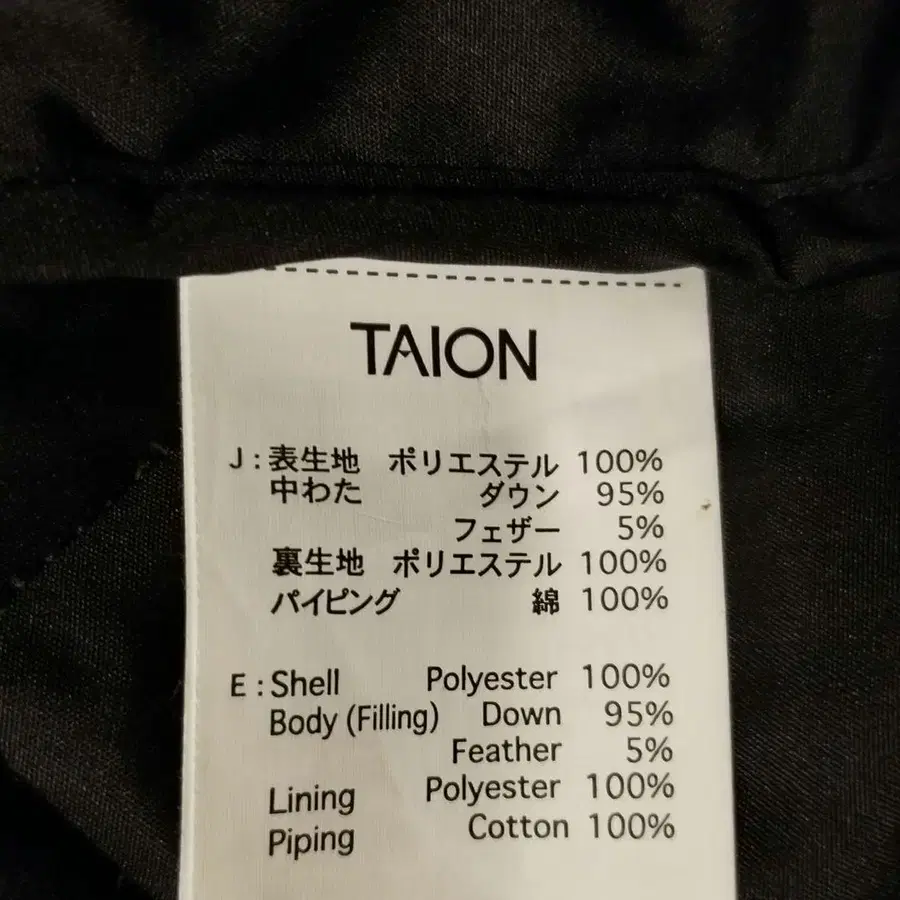 TAION
J:表生地 ポリエステル 100%
中わた ダウン 95%
フェザー 5%
裏生地 ポリエステル 100%
パイピング 綿 100%
E:Shell Polyester 100%
Body (Filling) Down 95%
Feather 5%
Lining Polyester 100%
Piping Cotton 100%